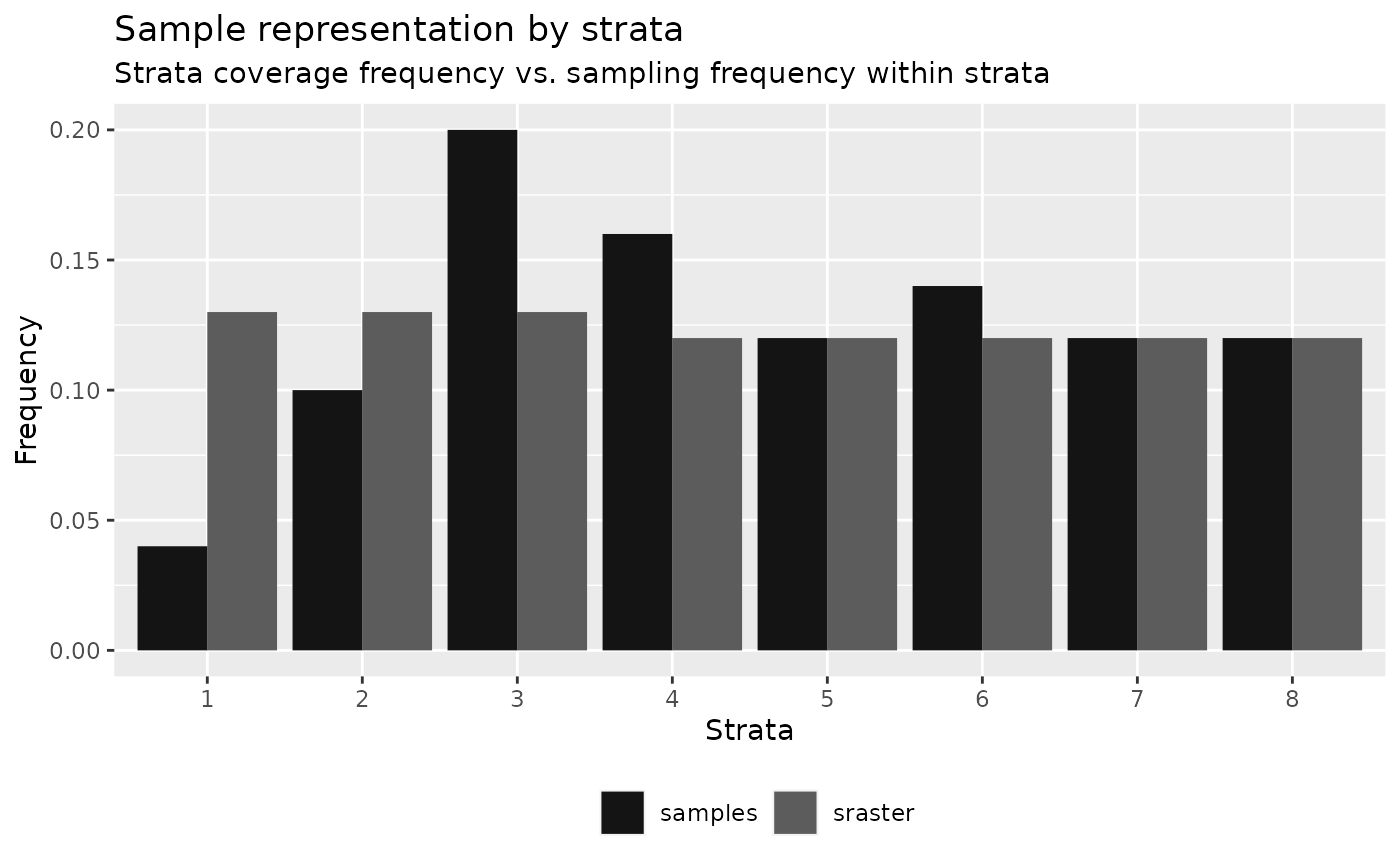 Sample representation by strata
Strata coverage frequency vs. sampling frequency within strata
0.20
0.15
0.10
0.05
0.00
Frequency
1 2 3 4 5 6 7 8
Strata
samples sraster